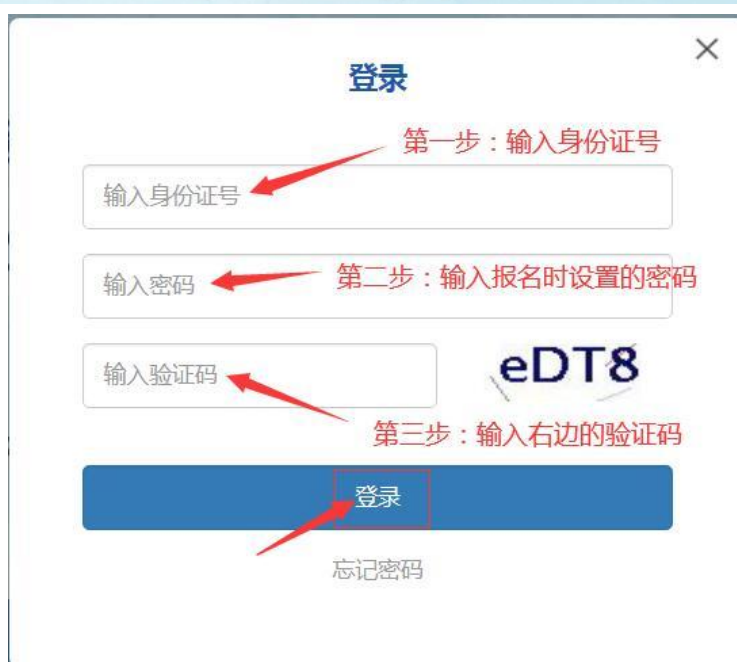 登录
第一步：输入身份证号
输入身份证号
输入密码
第二步：输入报名时设置的密码
输入验证码
eDT8
第三步：输入右边的验证码
登录
忘记密码